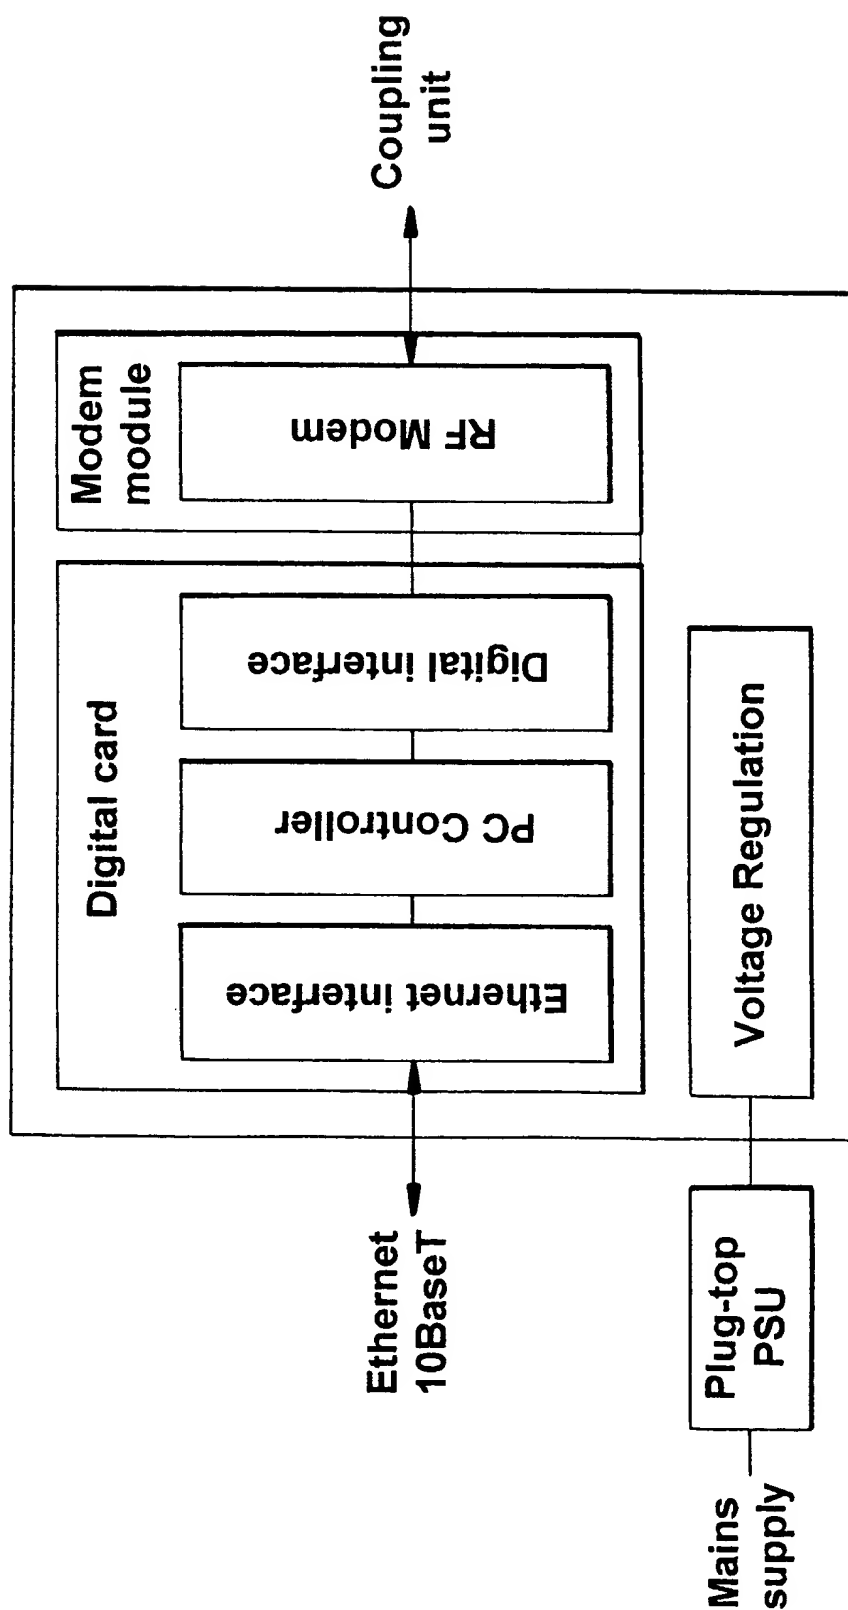 Digital card
Modem
module
Ethernet interface
PC Controller
Digital interface
RF Modem
Ethernet
10BaseT
Coupling
unit
Mains
supply
Plug-top
PSU
Voltage Regulation